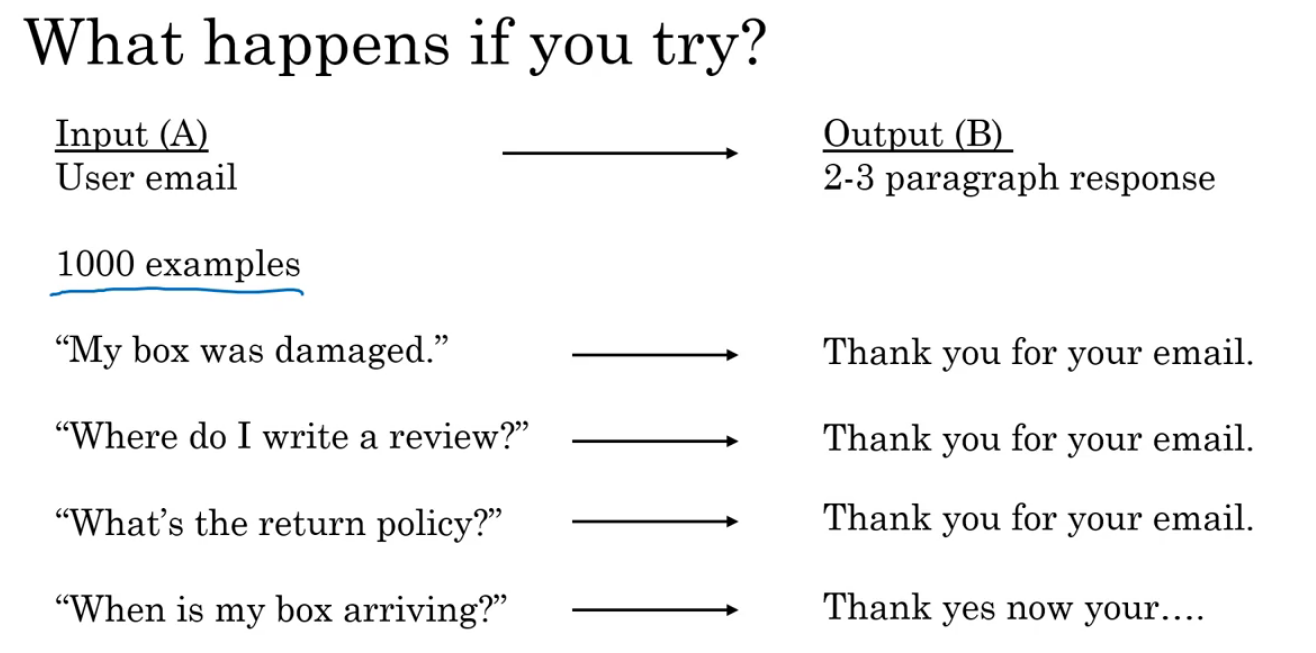 What happens if you try?
Input (A)
Output (B)
User email
2-3 paragraph response
1000 examples
“My box was damaged.”
Thank you for your email.
“Where do I write a review?”
Thank you for your email.
“What’s the return policy?”
Thank you for your email.
“When is my box arriving?”
Thank yes now your….